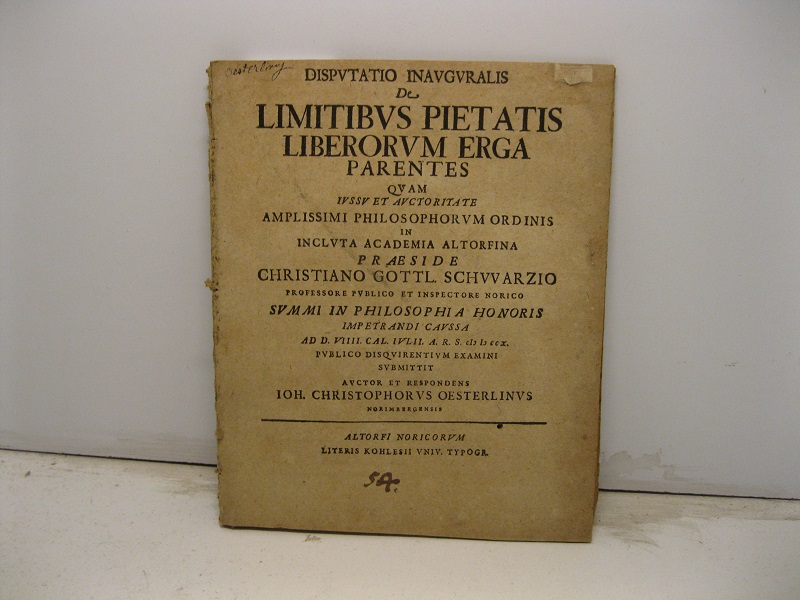 Oesterling
DISPVTATIO INAVGVRALIS
De
LIMITIBVS PIETATIS
LIBERORVM ERGA
PARENTES
QVAM
IVSSV ET AVCTORITATE
AMPLISSIMI PHILOSOPHORVM ORDINIS
IN
INCLVTA ACADEMIA ALTORFINA
PRAESIDE
CHRISTIANO GOTTL. SCHVVARZIO
PROFESSORE PVBLICO ET INSPECTORE NORICO
SVMMI IN PHILOSOPHIA HONORIS
IMPETRANDI CAVSSA
AD D. VIIII. CAL. IVLII. A. R. S. cIɔ Iɔ ccx.
PVBLICO DISQVIRENTIVM EXAMINI
SVBMITTIT
AVCTOR ET RESPONDENS
IOH. CHRISTOPHORVS OESTERLINVS
NORIMBERGENSIS
ALTORFI NORICORVM
LITERIS KOHLESII VNIV. TYPOGR.